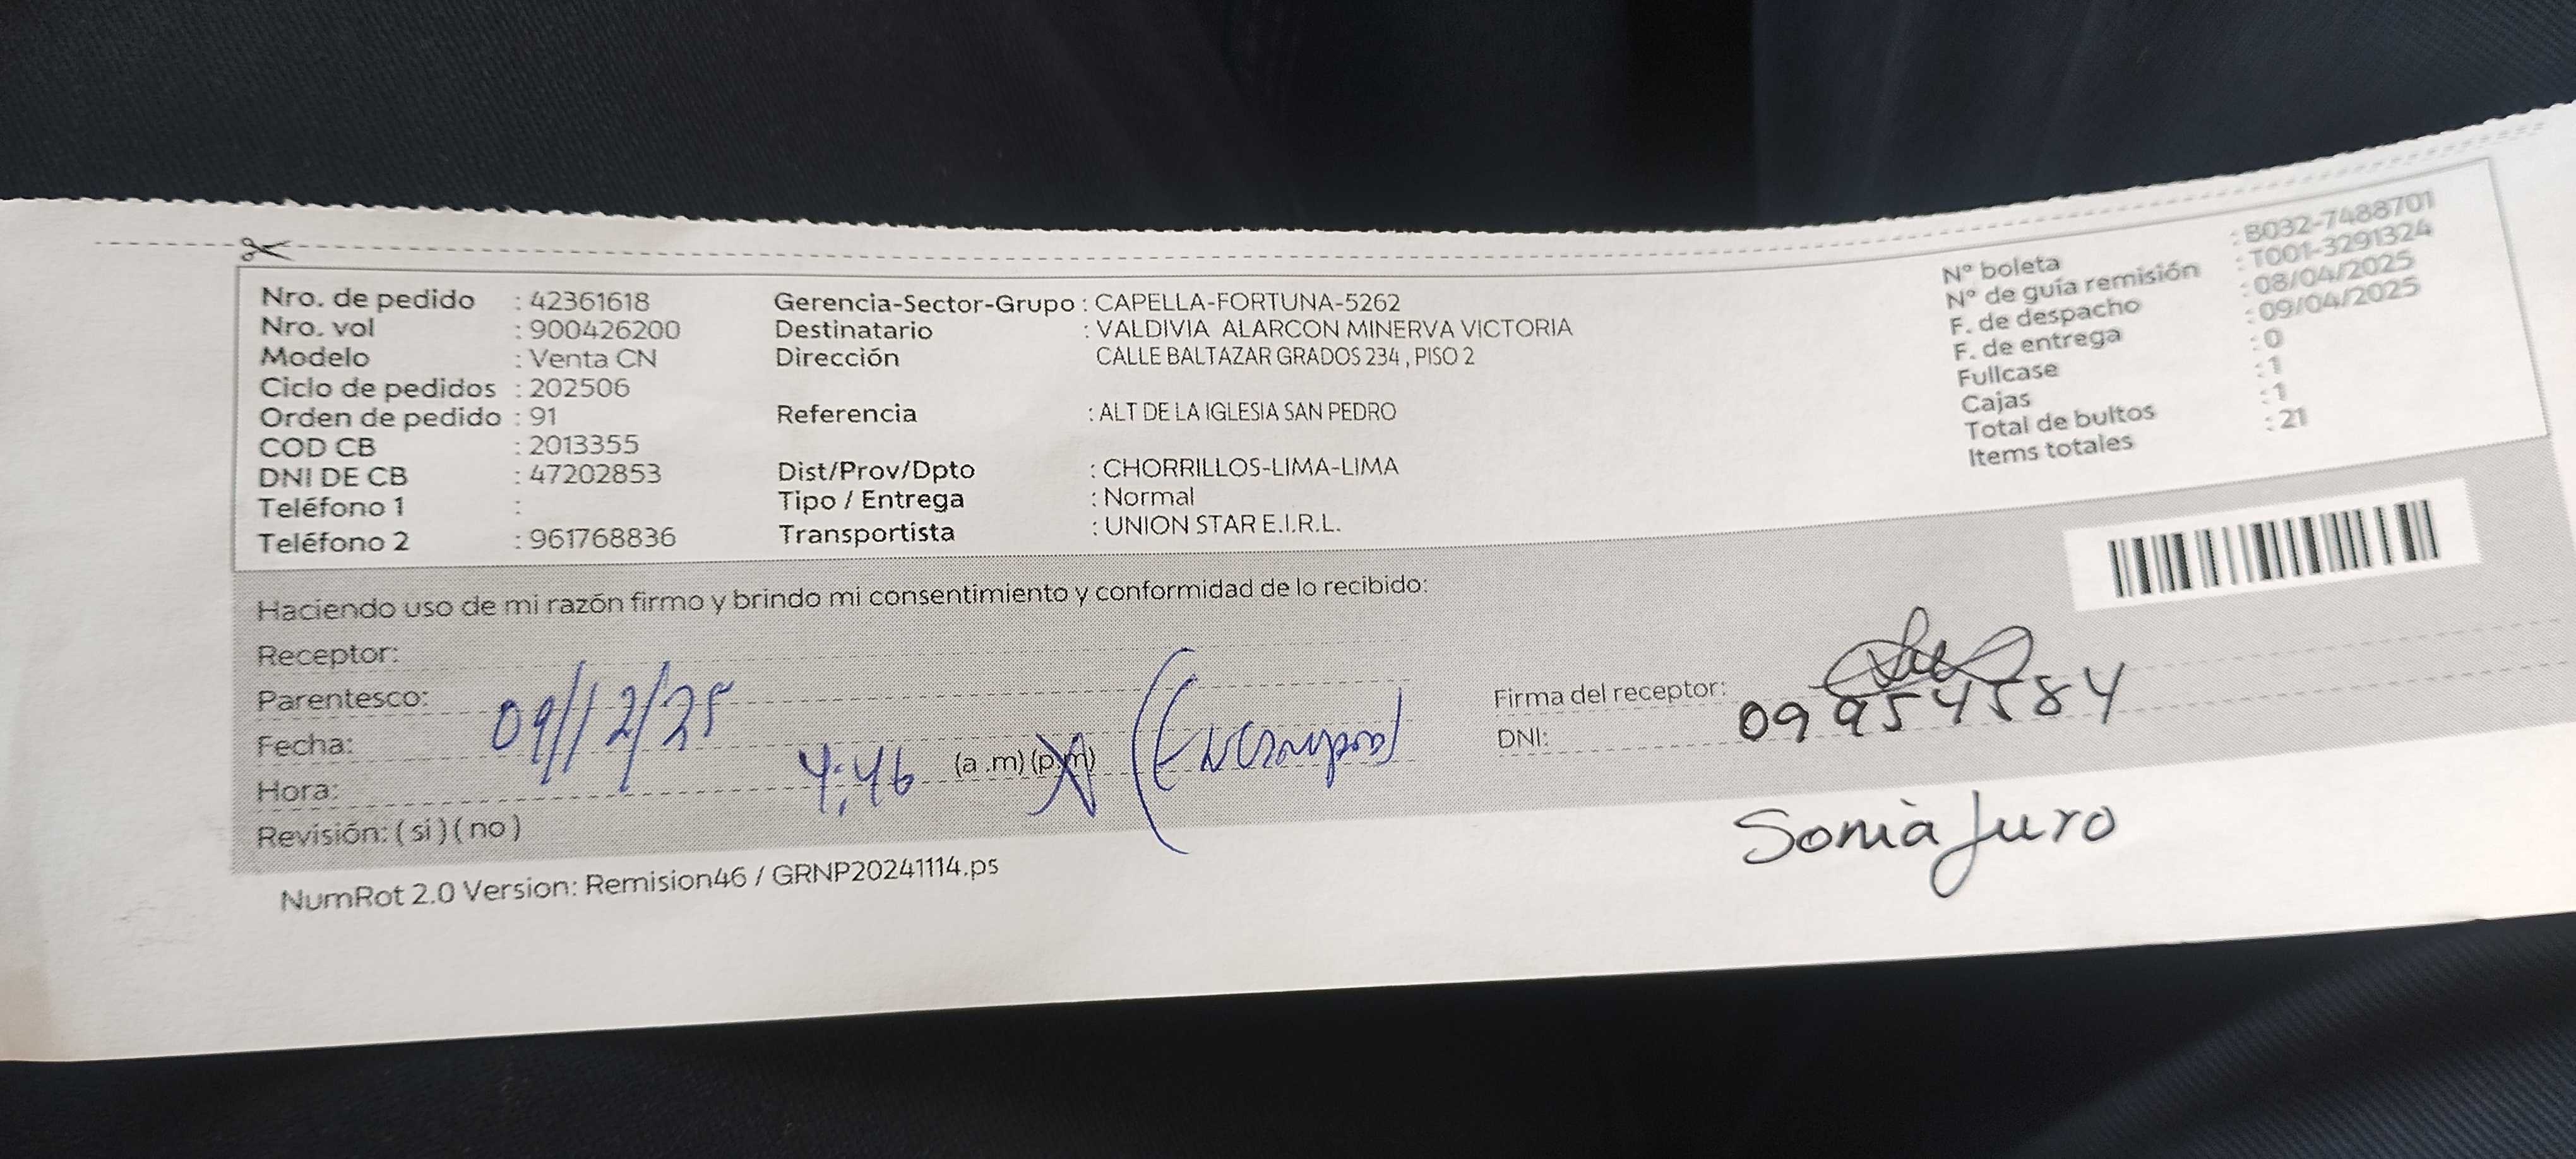 Nro. de pedido : 42361618
Nro. vol : 900426200
Modelo : Venta CN
Ciclo de pedidos : 202506
Orden de pedido : 91
COD CB : 2013355
DNI DE CB : 47202853
Teléfono 1 :
Teléfono 2 : 961768836
Gerencia-Sector-Grupo : CAPELLA-FORTUNA-5262
Destinatario : VALDIVIA ALARCON MINERVA VICTORIA
Dirección CALLE BALTAZAR GRADOS 234 , PISO 2
Referencia : ALT DE LA IGLESIA SAN PEDRO
Dist/Prov/Dpto : CHORRILLOS-LIMA-LIMA
Tipo / Entrega : Normal
Transportista : UNION STAR E.I.R.L.
N° boleta : B032-7488701
N° de guía remisión : T001-3291324
F. de despacho : 08/04/2025
F. de entrega : 09/04/2025
Fullcase : 0
Cajas : 1
Total de bultos : 1
Items totales : 21
Haciendo uso de mi razón firmo y brindo mi consentimiento y conformidad de lo recibido:
Receptor:
Parentesco:
Fecha: 09/12/25
Hora: 4:46 (a .m) (p.m)
Revisión: ( si ) ( no )
Firma del receptor:
DNI: 09954584
Sonia Juro
NumRot 2.0 Version: Remision46 / GRNP20241114.ps